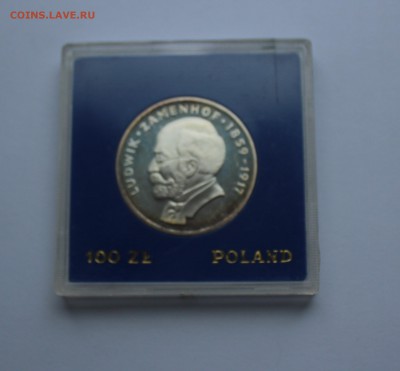 COINS.LAVE.RU
LUDWIK · ZAMENHOF · 1859-1917
100 ZŁ POLAND